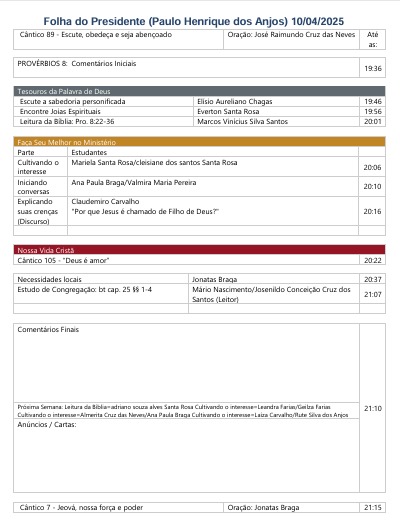 Folha do Presidente (Paulo Henrique dos Anjos) 10/04/2025
Cântico 89 - Escute, obedeça e seja abençoado Oração: José Raimundo Cruz das Neves Até
as:
PROVÉRBIOS 8: Comentários Iniciais 19:36
Tesouros da Palavra de Deus
Escute a sabedoria personificada Elísio Aureliano Chagas 19:46
Encontre Joias Espirituais Everton Santa Rosa 19:56
Leitura da Bíblia: Pro. 8:22-36 Marcos Vinícius Silva Santos 20:01
Faça Seu Melhor no Ministério
Parte Estudantes
Cultivando o Mariela Santa Rosa/cleisiane dos santos Santa Rosa
interesse 20:06
Iniciando Ana Paula Braga/Valmira Maria Pereira
conversas 20:10
Explicando Claudemiro Carvalho
suas crenças "Por que Jesus é chamado de Filho de Deus?" 20:16
(Discurso)
Nossa Vida Cristã
Cântico 105 - "Deus é amor" 20:22
Necessidades locais Jonatas Braga 20:37
Estudo de Congregação: bt cap. 25 §§ 1-4 Mário Nascimento/Josenildo Conceição Cruz dos
Santos (Leitor) 21:07
Comentários Finais
Próxima Semana: Leitura da Bíblia=adriano souza alves Santa Rosa Cultivando o interesse=Leandra Farias/Geilza Farias
Cultivando o interesse=Almerita Cruz das Neves/Ana Paula Braga Cultivando o interesse=Laiza Carvalho/Rute Silva dos Anjos
21:10
Anúncios / Cartas:
Cântico 7 - Jeová, nossa força e poder Oração: Jonatas Braga 21:15